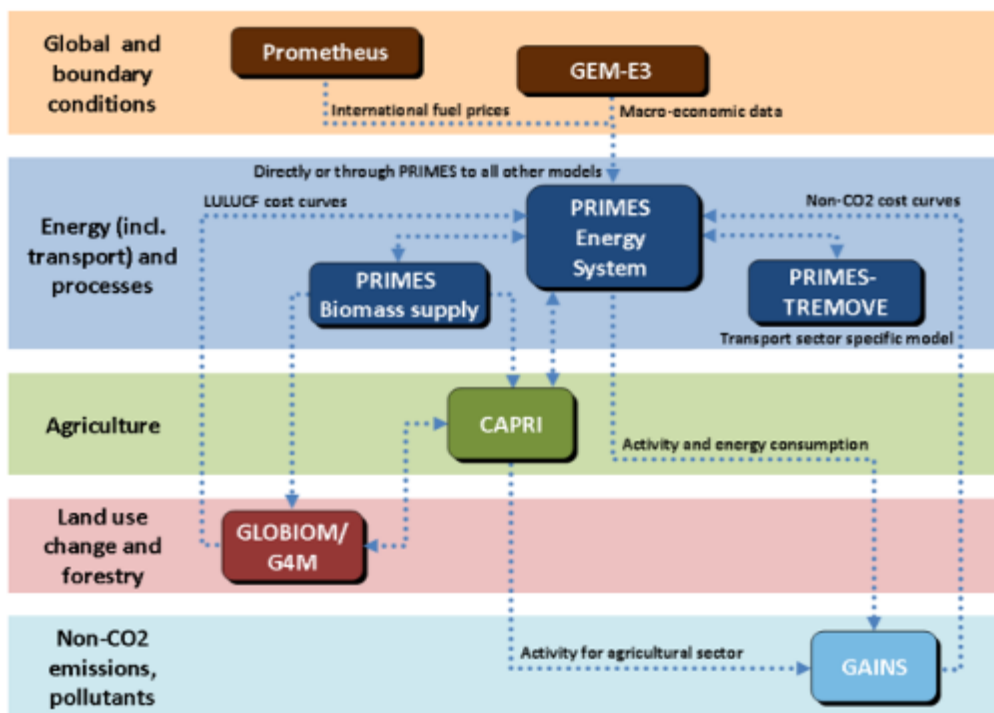 Global and
boundary
conditions
Prometheus
GEM-E3
International fuel prices
Macro-economic data
Energy (incl.
transport) and
processes
Directly or through PRIMES to all other models
LULUCF cost curves
Non-CO2 cost curves
PRIMES
Energy
System
PRIMES
Biomass supply
PRIMES-
TREMOVE
Transport sector specific model
Agriculture
CAPRI
Activity and energy consumption
Land use
change and
forestry
GLOBIOM/
G4M
Non-CO2
emissions,
pollutants
Activity for agricultural sector
GAINS